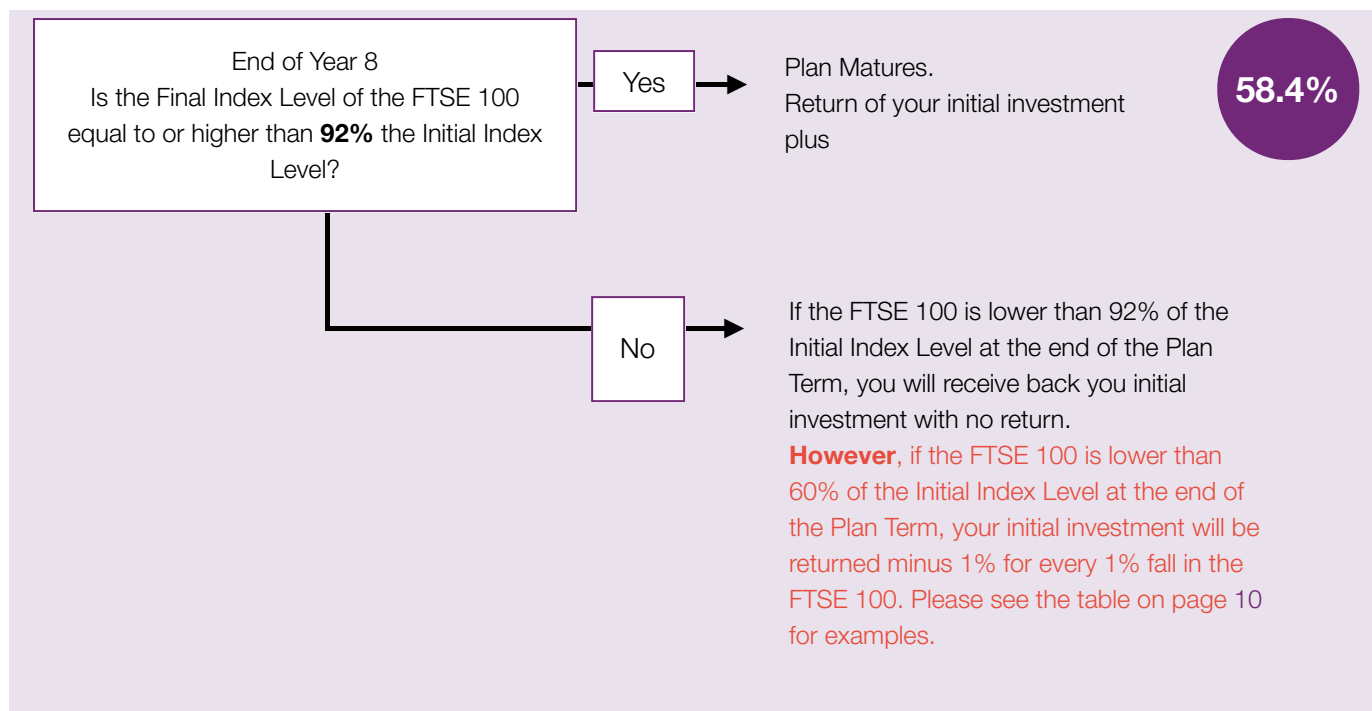 End of Year 8
Is the Final Index Level of the FTSE 100
equal to or higher than 92% the Initial Index
Level?
Yes
Plan Matures.
Return of your initial investment
plus
58.4%
No
If the FTSE 100 is lower than 92% of the
Initial Index Level at the end of the Plan
Term, you will receive back you initial
investment with no return.
However, if the FTSE 100 is lower than
60% of the Initial Index Level at the end of
the Plan Term, your initial investment will be
returned minus 1% for every 1% fall in the
FTSE 100. Please see the table on page 10
for examples.